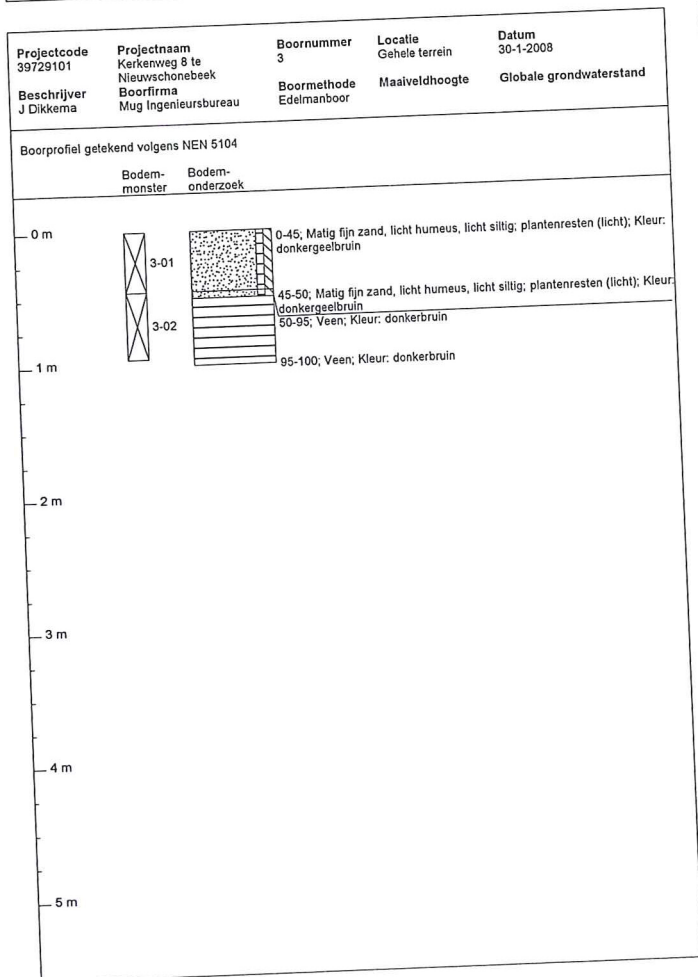 Projectcode
39729101
Projectnaam
Kerkenweg 8 te
Nieuwschonebeek
Boornummer
3
Locatie
Gehele terrein
Datum
30-1-2008
Beschrijver
J Dikkema
Boorfirma
Mug Ingenieursbureau
Boormethode
Edelmanboor
Maaiveldhoogte
Globale grondwaterstand
Boorprofiel getekend volgens NEN 5104
Bodem-
monster
Bodem-
onderzoek
0 m
3-01
0-45; Matig fijn zand, licht humeus, licht siltig; plantenresten (licht); Kleur:
donkergeelbruin
45-50; Matig fijn zand, licht humeus, licht siltig; plantenresten (licht); Kleur:
donkergeelbruin
3-02
50-95; Veen; Kleur: donkerbruin
95-100; Veen; Kleur: donkerbruin
1 m
2 m
3 m
4 m
5 m